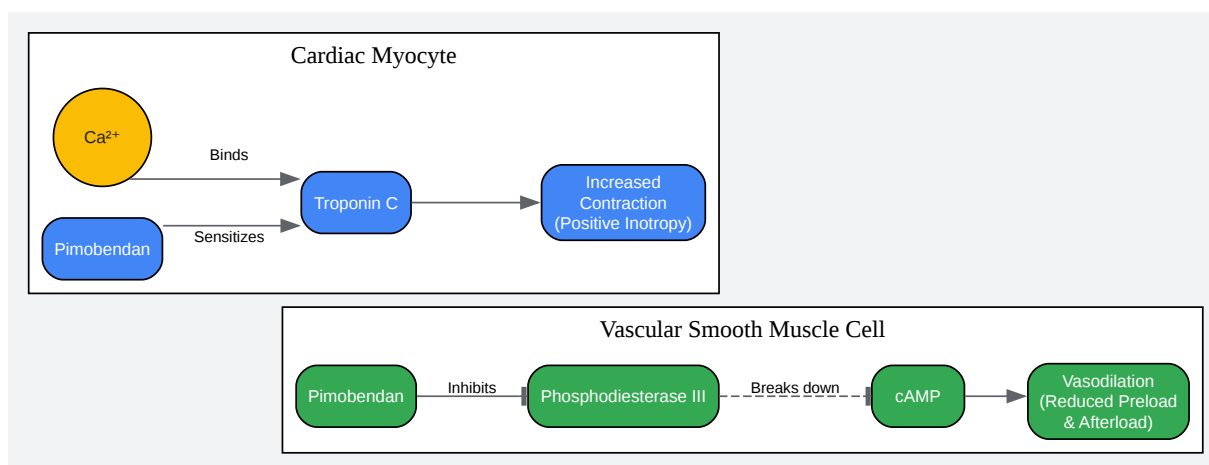 Cardiac Myocyte
Ca²⁺
Binds
Troponin C
Increased
Contraction
(Positive Inotropy)
Pimobendan
Sensitizes
Vascular Smooth Muscle Cell
Pimobendan
Inhibits
Phosphodiesterase III
Breaks down
cAMP
Vasodilation
(Reduced Preload
& Afterload)